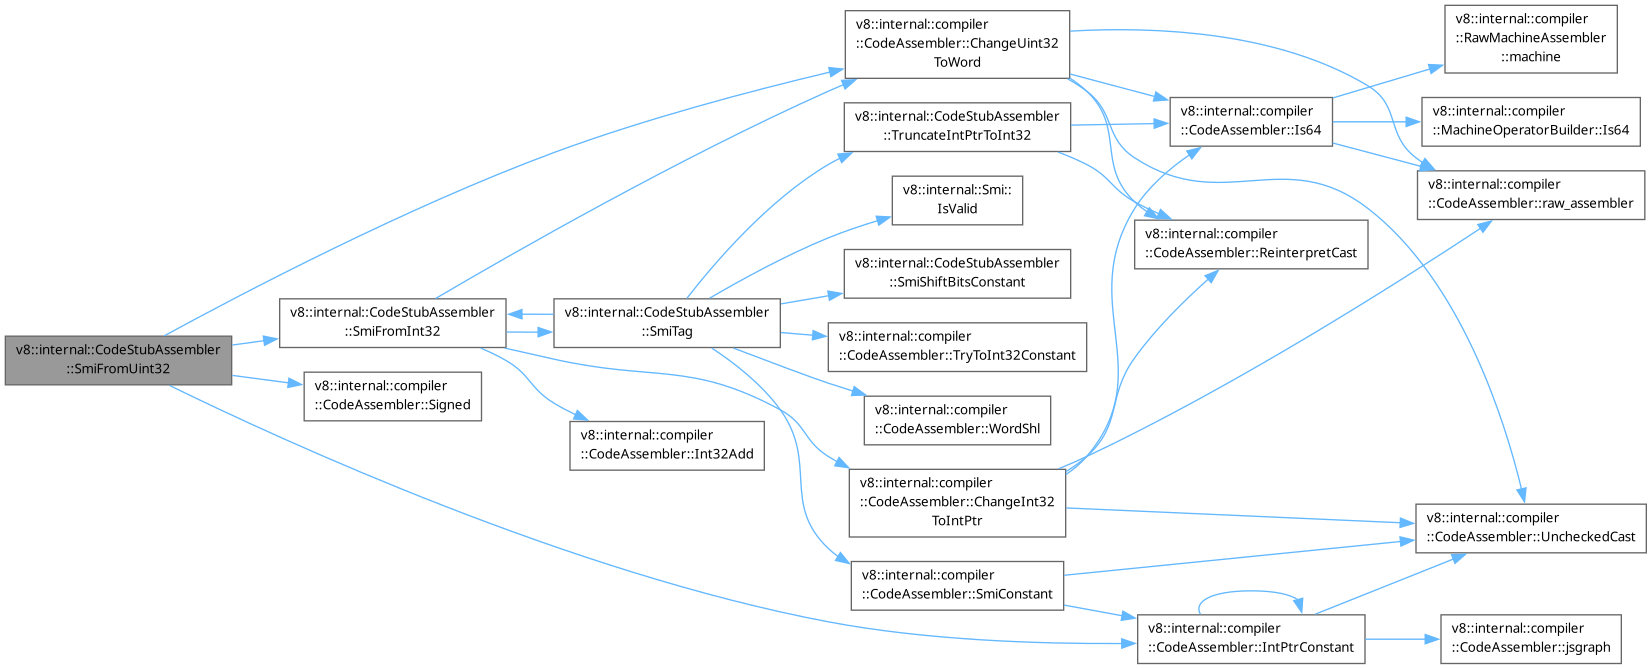 v8::internal::CodeStubAssembler
::SmiFromUint32
v8::internal::CodeStubAssembler
::SmiFromInt32
v8::internal::compiler
::CodeAssembler::Signed
v8::internal::CodeStubAssembler
::SmiTag
v8::internal::compiler
::CodeAssembler::Int32Add
v8::internal::compiler
::CodeAssembler::ChangeUint32
ToWord
v8::internal::CodeStubAssembler
::TruncateIntPtrToInt32
v8::internal::Smi::
IsValid
v8::internal::CodeStubAssembler
::SmiShiftBitsConstant
v8::internal::compiler
::CodeAssembler::TryToInt32Constant
v8::internal::compiler
::CodeAssembler::WordShl
v8::internal::compiler
::CodeAssembler::ChangeInt32
ToIntPtr
v8::internal::compiler
::CodeAssembler::SmiConstant
v8::internal::compiler
::CodeAssembler::Is64
v8::internal::compiler
::CodeAssembler::ReinterpretCast
v8::internal::compiler
::CodeAssembler::IntPtrConstant
v8::internal::compiler
::RawMachineAssembler
::machine
v8::internal::compiler
::MachineOperatorBuilder::Is64
v8::internal::compiler
::CodeAssembler::raw_assembler
v8::internal::compiler
::CodeAssembler::UncheckedCast
v8::internal::compiler
::CodeAssembler::jsgraph